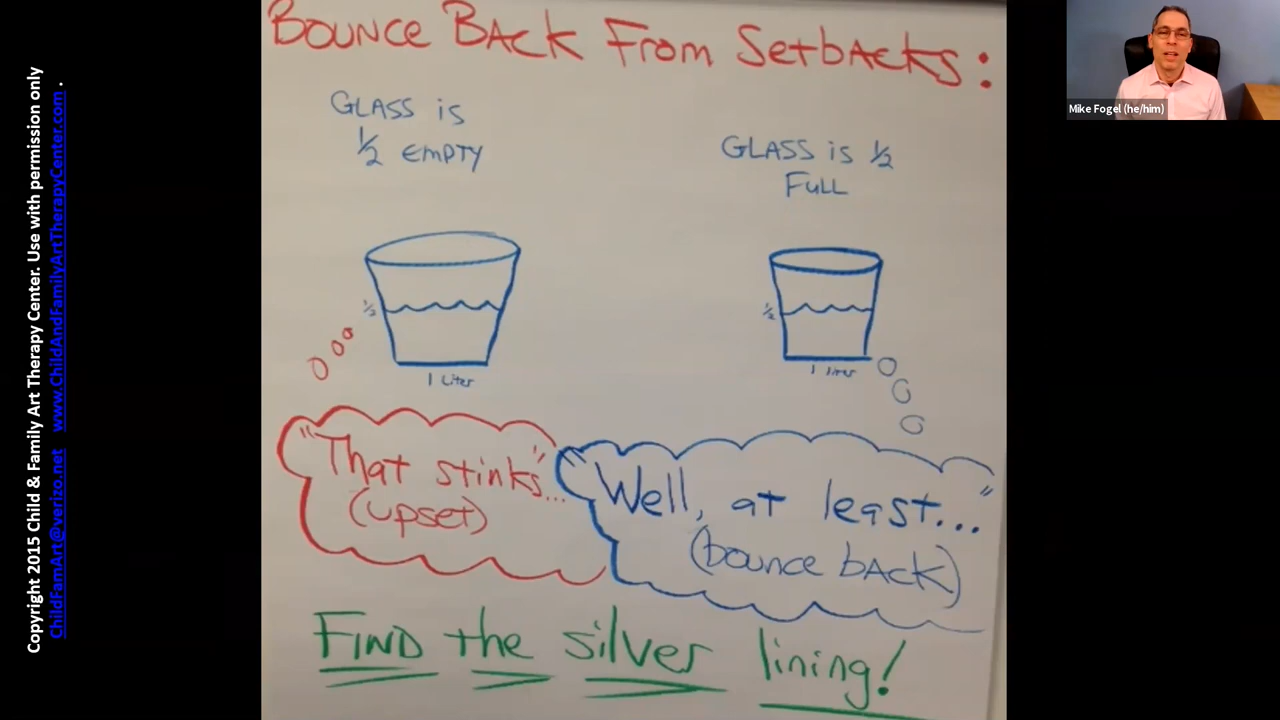 Copyright 2015 Child & Family Art Therapy Center. Use with permission only
ChildFamArt@verizo.net www.ChildAndFamilyArtTherapyCenter.com .
BOUNCE BACK From SetbACKS:
GLASS is
½ EMPTY
GLASS is ½
FULL
½
1 Liter
½
1 liter
"That stinks..."
(upset)
"Well, at least..."
(bounce bACK)
FIND the silver lining!
Mike Fogel (he/him)